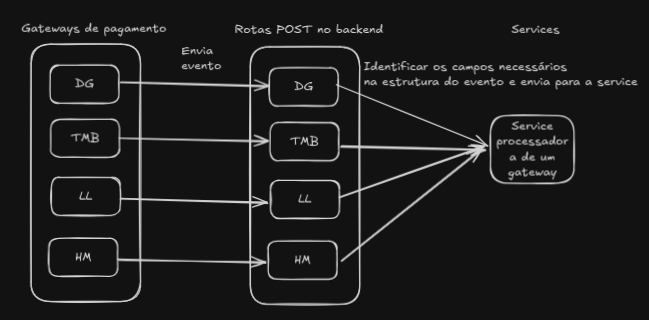 Gateways de pagamento
Rotas POST no backend
Services
Envia
evento
Identificar os campos necessários
na estrutura do evento e envia para a service
DG
DG
TMB
TMB
Service
processador
a de um
gateway
LL
LL
HM
HM